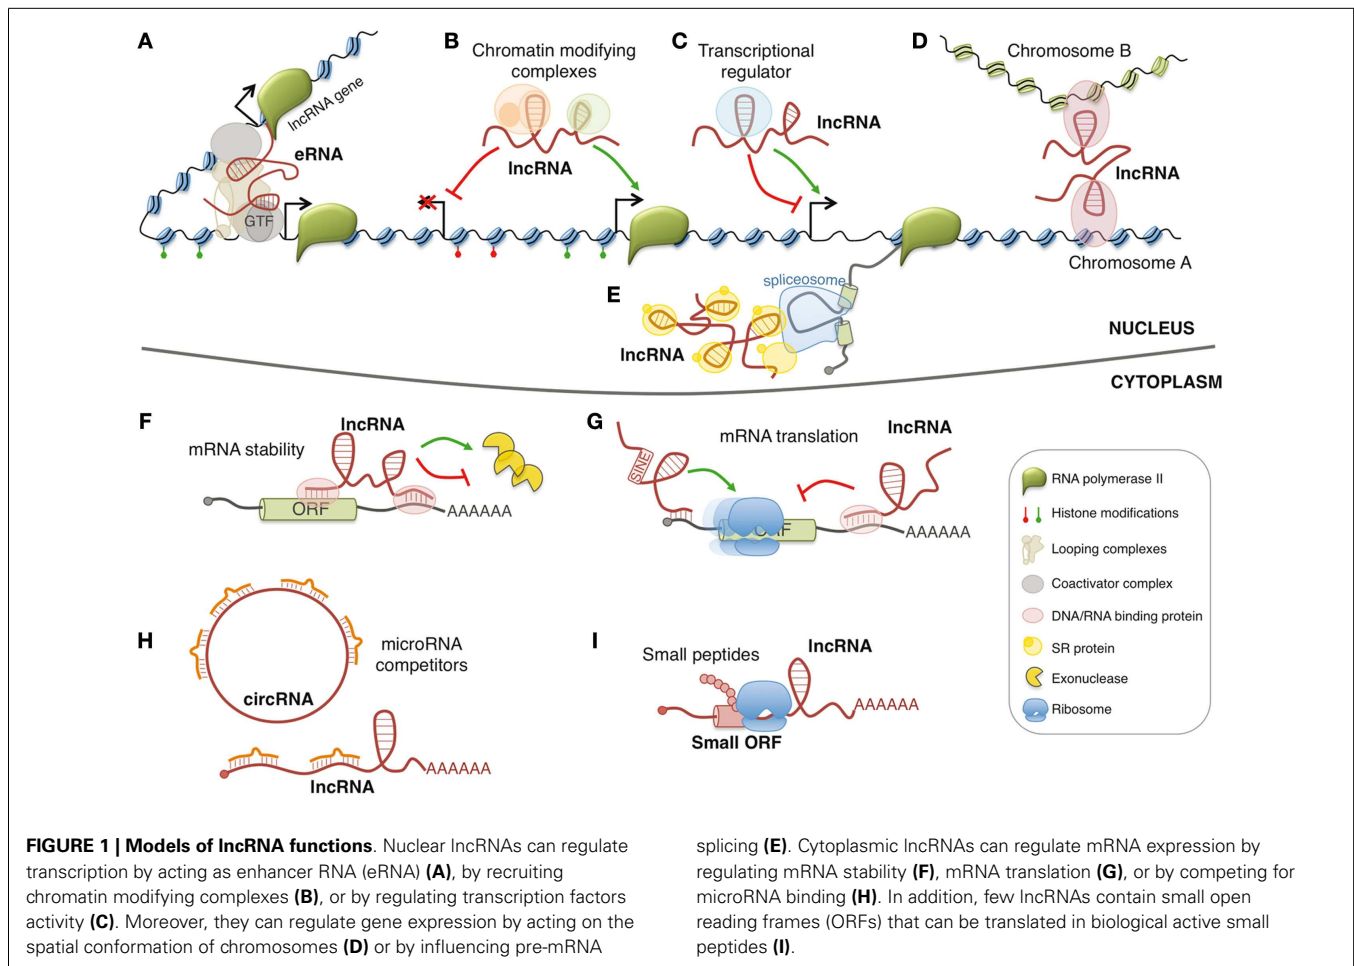 A
lncRNA gene
eRNA
GTF
B
Chromatin modifying
complexes
lncRNA
C
Transcriptional
regulator
lncRNA
D
Chromosome B
lncRNA
Chromosome A
E
spliceosome
lncRNA
NUCLEUS
CYTOPLASM
F
mRNA stability
lncRNA
ORF
AAAAAA
G
mRNA translation
lncRNA
SINE
ORF
AAAAAA
H
microRNA
competitors
circRNA
lncRNA
AAAAAA
I
Small peptides
lncRNA
AAAAAA
Small ORF
RNA polymerase II
Histone modifications
Looping complexes
Coactivator complex
DNA/RNA binding protein
SR protein
Exonuclease
Ribosome
FIGURE 1 | Models of lncRNA functions. Nuclear lncRNAs can regulate
transcription by acting as enhancer RNA (eRNA) (A), by recruiting
chromatin modifying complexes (B), or by regulating transcription factors
activity (C). Moreover, they can regulate gene expression by acting on the
spatial conformation of chromosomes (D) or by influencing pre-mRNA
splicing (E). Cytoplasmic lncRNAs can regulate mRNA expression by
regulating mRNA stability (F), mRNA translation (G), or by competing for
microRNA binding (H). In addition, few lncRNAs contain small open
reading frames (ORFs) that can be translated in biological active small
peptides (I).